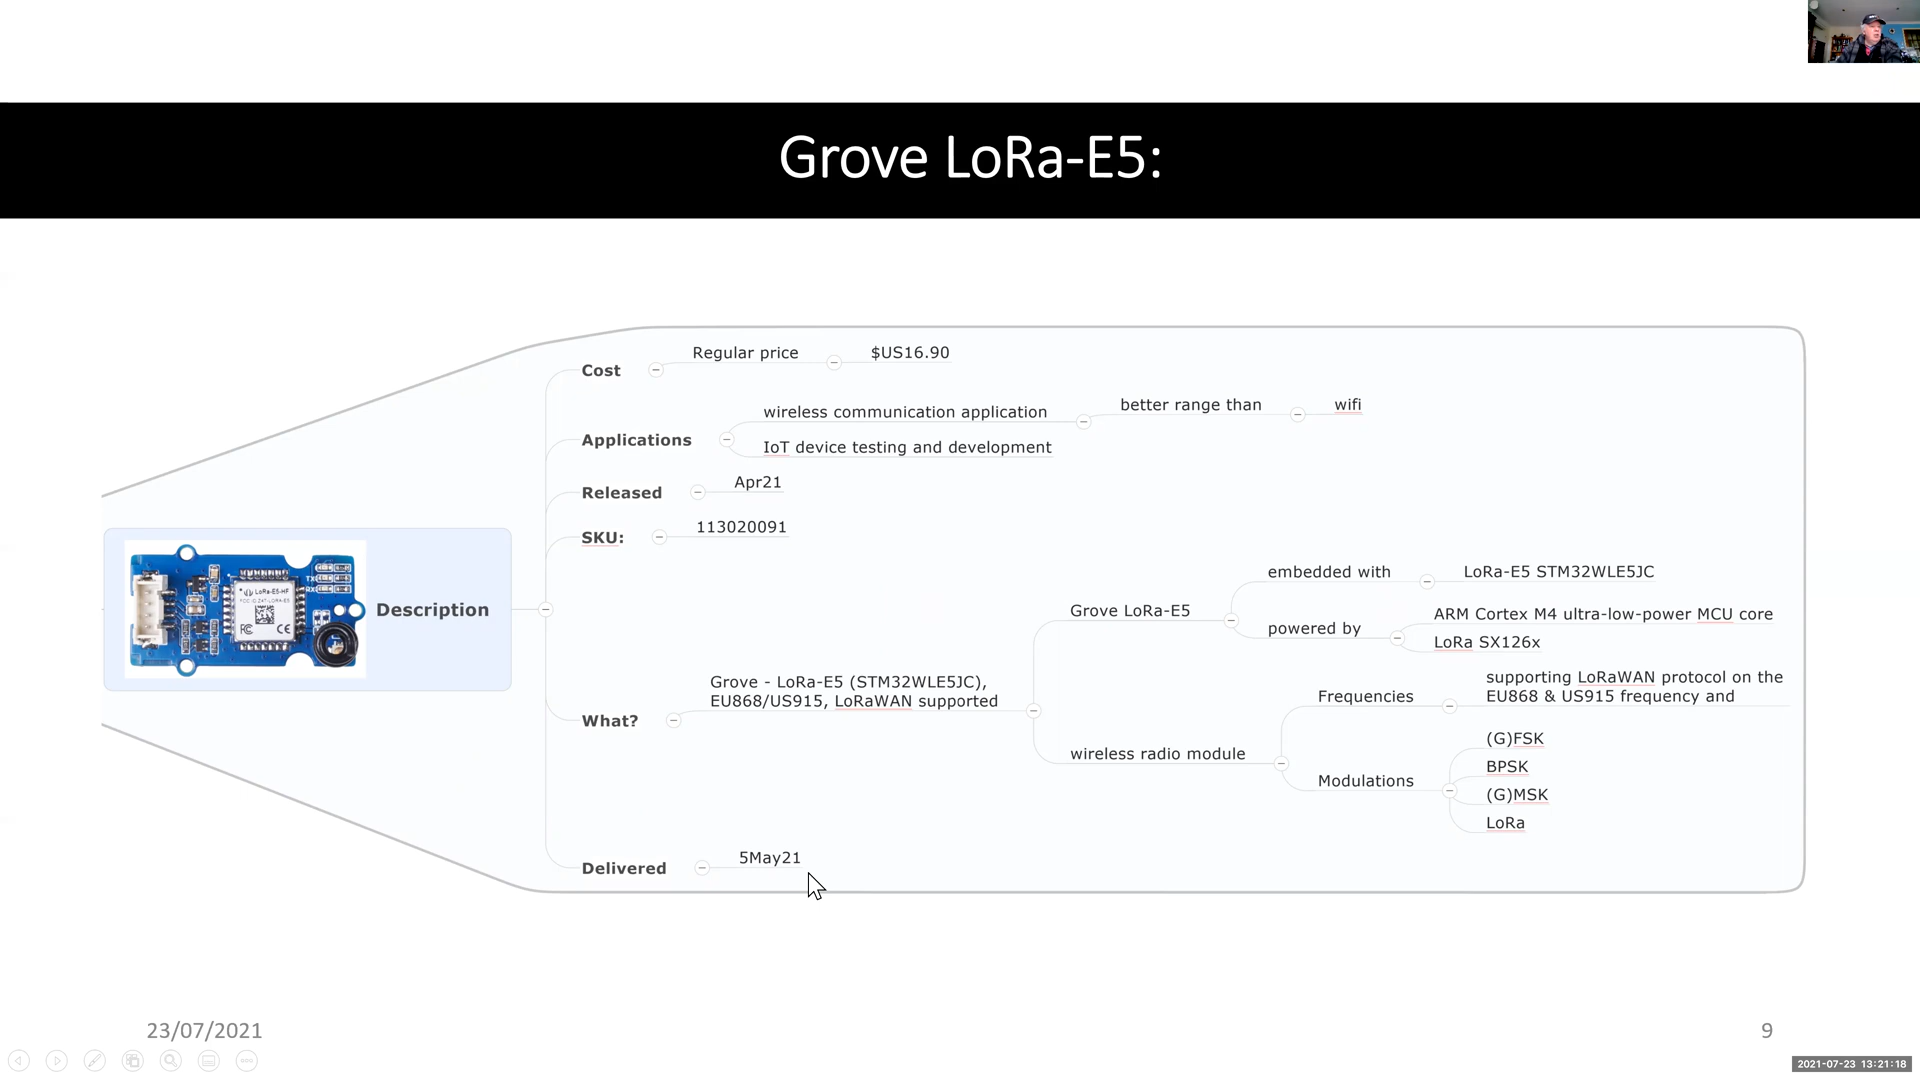 Grove LoRa-E5:
Cost
Regular price
$US16.90
Applications
wireless communication application
better range than
wifi
IoT device testing and development
Released
Apr21
SKU:
113020091
Description
LoRa-E5-HF
What?
Grove - LoRa-E5 (STM32WLE5JC),
EU868/US915, LoRaWAN supported
Grove LoRa-E5
embedded with
LoRa-E5 STM32WLE5JC
powered by
ARM Cortex M4 ultra-low-power MCU core
LoRa SX126x
wireless radio module
Frequencies
supporting LoRaWAN protocol on the
EU868 & US915 frequency and
Modulations
(G)FSK
BPSK
(G)MSK
LoRa
Delivered
5May21
23/07/2021
9
2021-07-23 13:21:18